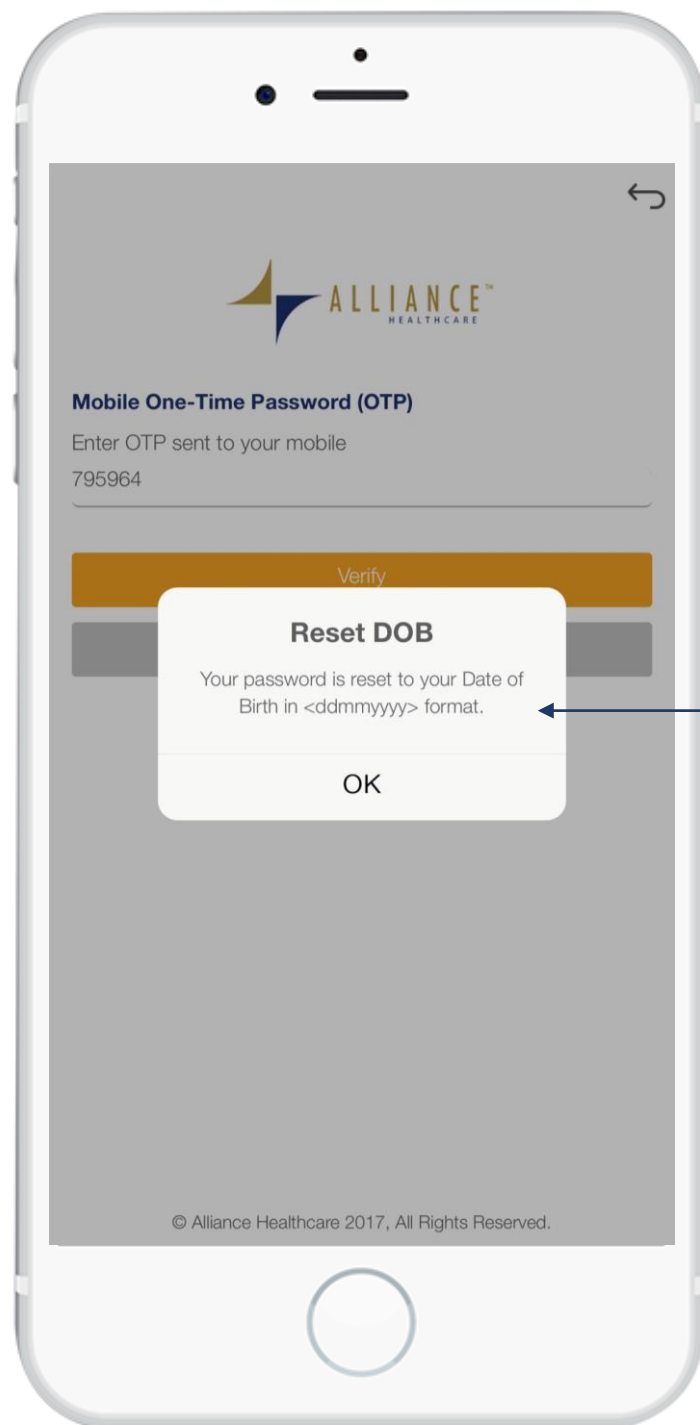 ALLIANCE™
HEALTHCARE
Mobile One-Time Password (OTP)
Enter OTP sent to your mobile
795964
Verify
Reset DOB
Your password is reset to your Date of
Birth in <ddmmyyyy> format.
OK
© Alliance Healthcare 2017, All Rights Reserved.